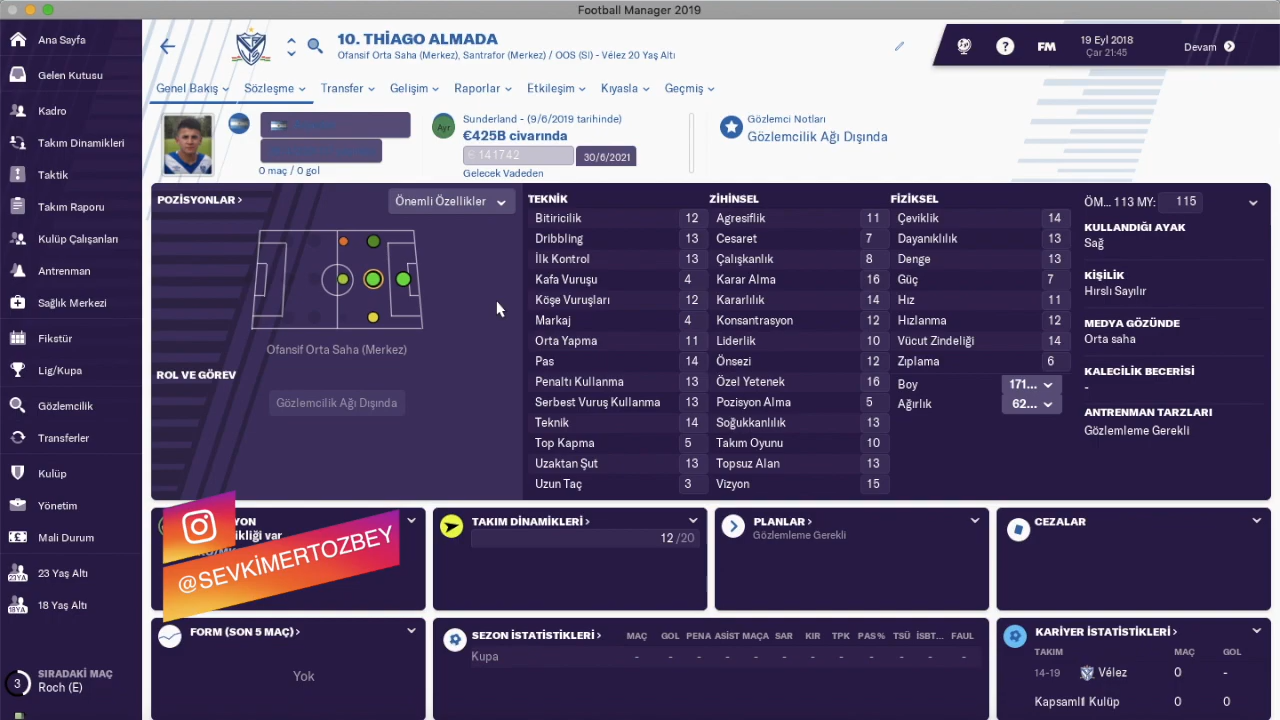 Football Manager 2019
Ana Sayfa
Gelen Kutusu
Kadro
Takım Dinamikleri
Taktik
Takım Raporu
Kulüp Çalışanları
Antrenman
Sağlık Merkezi
Fikstür
Lig/Kupa
Gözlemcilik
Transferler
Kulüp
Yönetim
Mali Durum
23YA 23 Yaş Altı
18YA 18 Yaş Altı
3 SIRADAKİ MAÇ
Roch (E)
10. THİAGO ALMADA
Ofansif Orta Saha (Merkez), Santrafor (Merkez) / OOS (Sl) - Vélez 20 Yaş Altı
? FM 19 Eyl 2018
Çar 21:45
Devam
Genel Bakış Sözleşme Transfer Gelişim Raporlar Etkileşim Kıyasla Geçmiş
0 maç / 0 gol
Ayr Sunderland - (9/6/2019 tarihinde)
€425B civarında
€ 141742 30/6/2021
Gelecek Vadeden
Gözlemci Notları
Gözlemcilik Ağı Dışında
POZİSYONLAR >
Önemli Özellikler
Ofansif Orta Saha (Merkez)
ROL VE GÖREV
Gözlemcilik Ağı Dışında
TEKNİK
Bitiricilik 12
Dribbling 13
İlk Kontrol 13
Kafa Vuruşu 4
Köşe Vuruşları 12
Markaj 4
Orta Yapma 11
Pas 14
Penaltı Kullanma 13
Serbest Vuruş Kullanma 13
Teknik 14
Top Kapma 5
Uzaktan Şut 13
Uzun Taç 3
ZİHİNSEL
Agresiflik 11
Cesaret 7
Çalışkanlık 8
Karar Alma 16
Kararlılık 14
Konsantrasyon 12
Liderlik 10
Önsezi 12
Özel Yetenek 16
Pozisyon Alma 5
Soğukkanlılık 13
Takım Oyunu 10
Topsuz Alan 13
Vizyon 15
FİZİKSEL
Çeviklik 14
Dayanıklılık 13
Denge 13
Güç 7
Hız 11
Hızlanma 12
Vücut Zindeliği 14
Zıplama 6
Boy 171...
Ağırlık 62...
ÖM... 113 MY: 115
KULLANDIĞI AYAK
Sağ
KİŞİLİK
Hırslı Sayılır
MEDYA GÖZÜNDE
Orta saha
KALECİLİK BECERİSİ
-
ANTRENMAN TARZLARI
Gözlemleme Gerekli
YON
ikliği var
@SEVKİMERTOZBEY
TAKIM DİNAMİKLERİ >
12 /20
PLANLAR >
Gözlemleme Gerekli
CEZALAR
FORM (SON 5 MAÇ) >
Yok
SEZON İSTATİSTİKLERİ > MAÇ GOL PENA ASİST MAÇA SAR KIR TPK PAS % TSÜ İSBT... FAUL
Kupa - - - - - - - - - - - -
KARİYER İSTATİSTİKLERİ >
TAKIM MAÇ GOL
14-19 Vélez 0 -
Kapsamlı Kulüp 0 0